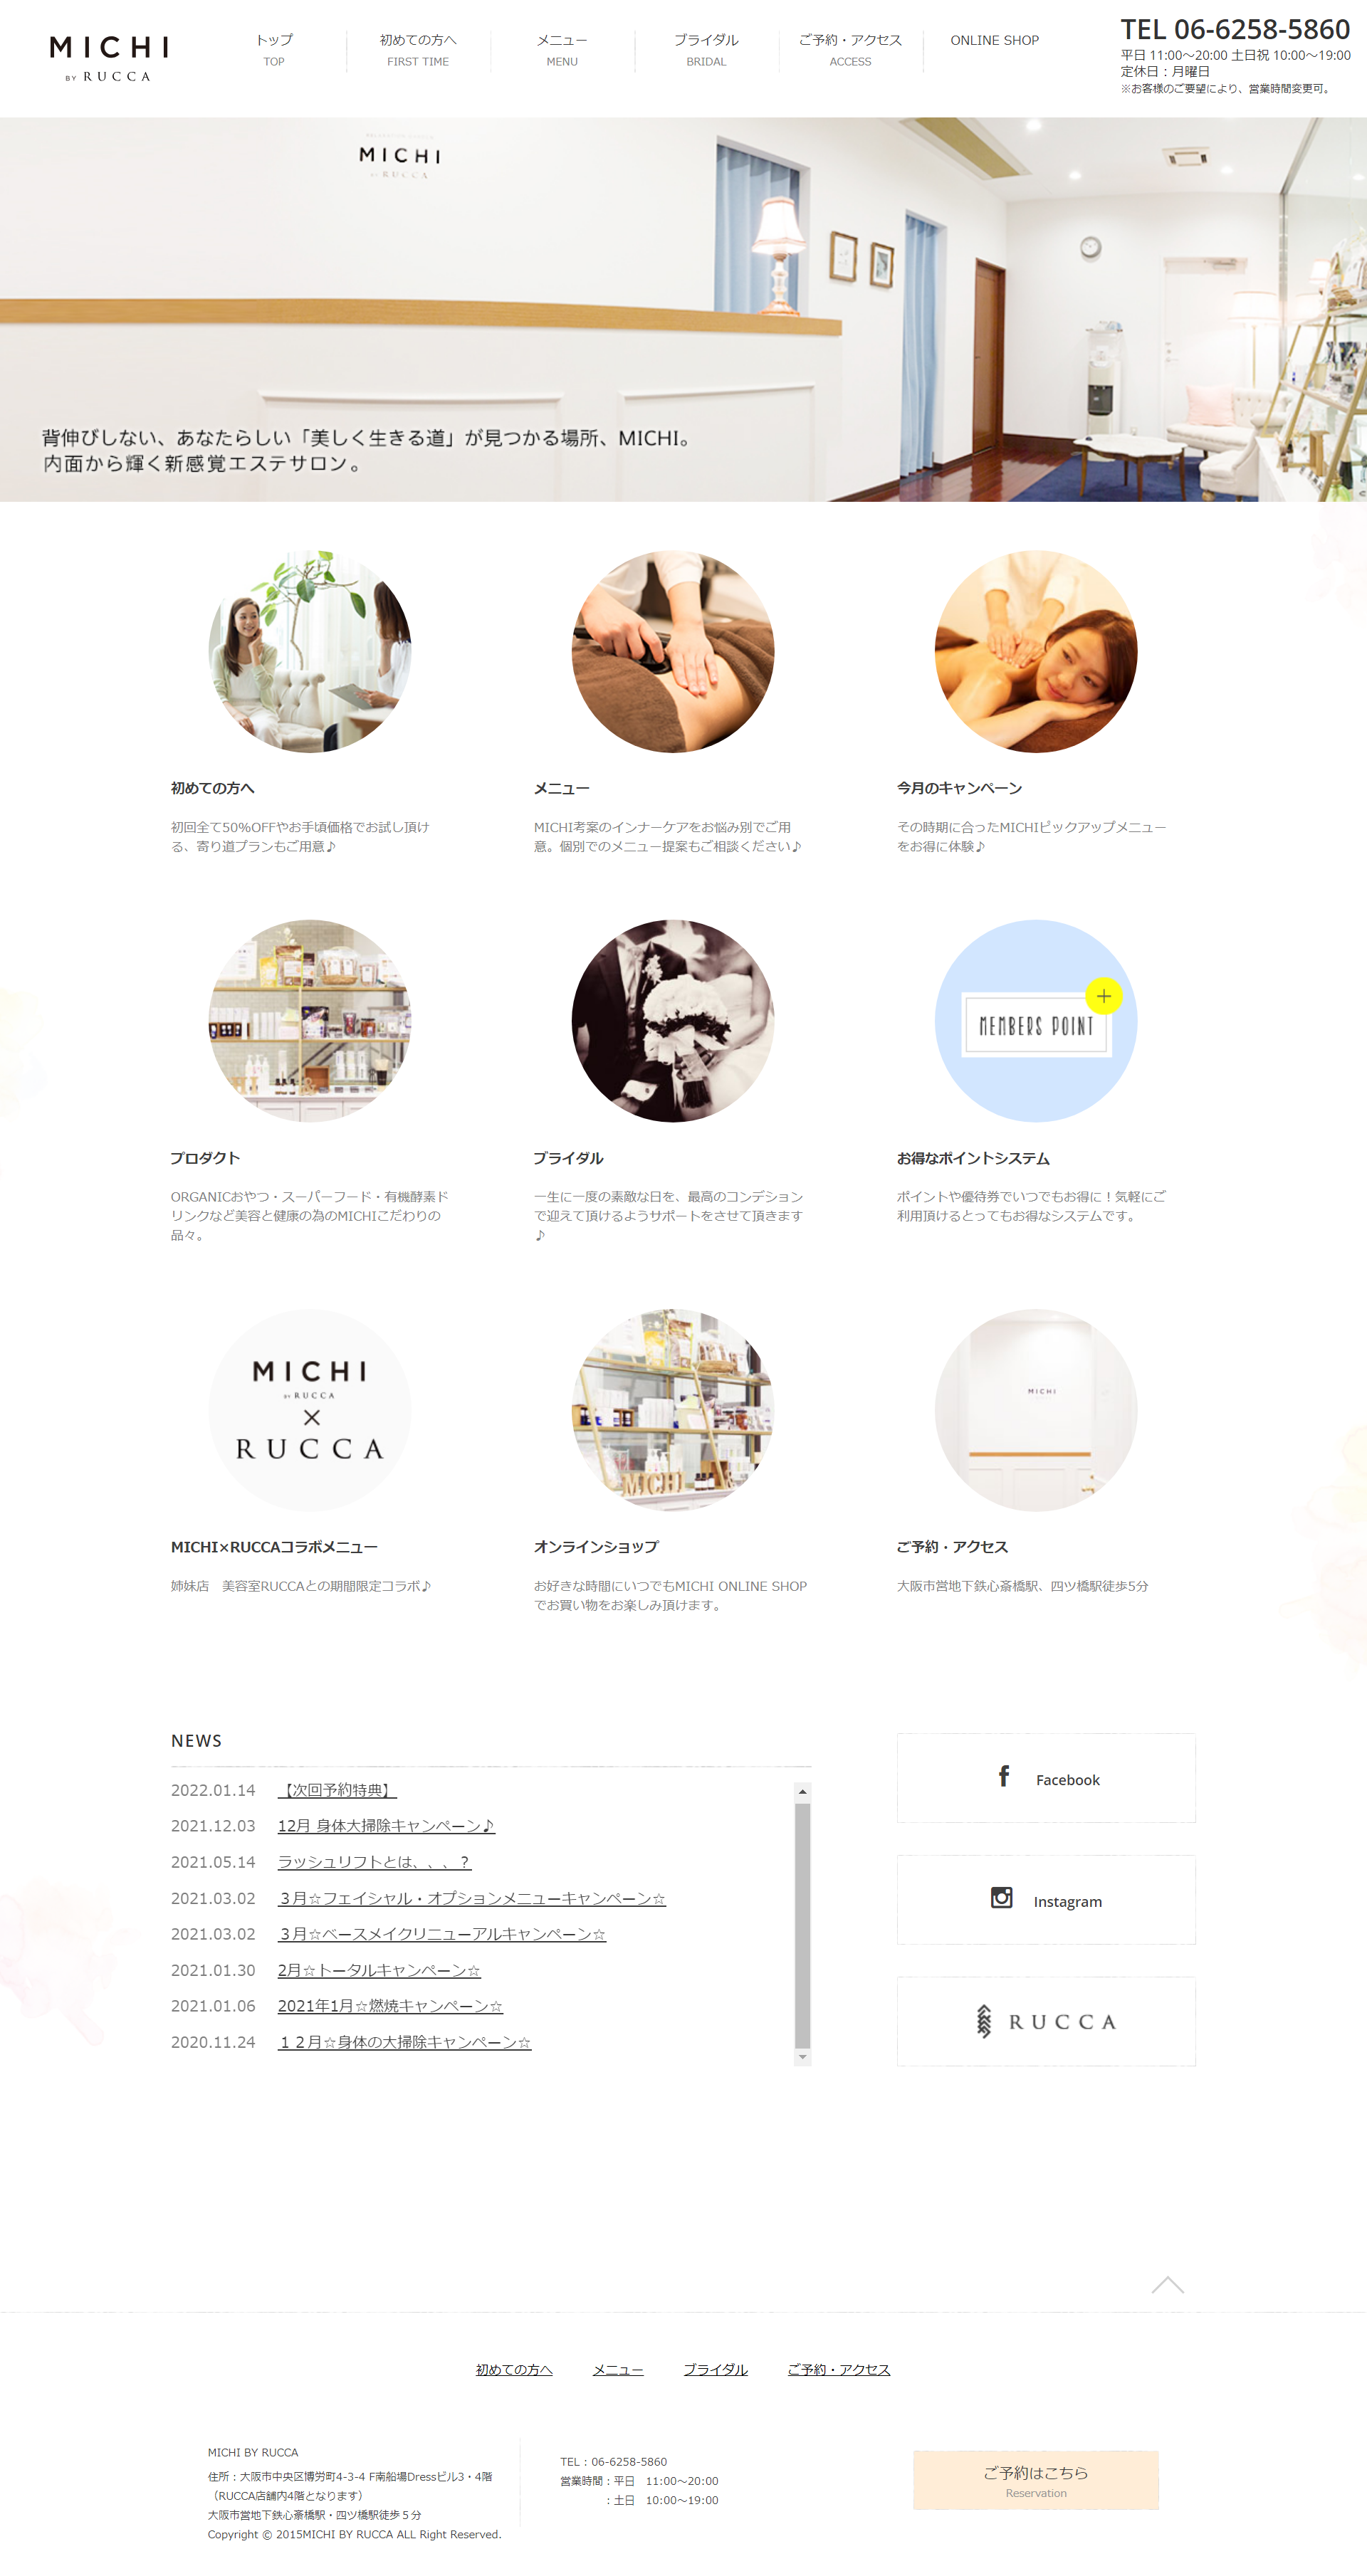 MICHI
BY RUCCA
トップ
TOP
初めての方へ
FIRST TIME
メニュー
MENU
ブライダル
BRIDAL
ご予約・アクセス
ACCESS
ONLINE SHOP
TEL 06-6258-5860
平日 11:00～20:00 土日祝 10:00～19:00
定休日：月曜日
※お客様のご要望により、営業時間変更可。
MICHI
BY RUCCA
背伸びしない、あなたらしい「美しく生きる道」が見つかる場所、MICHI。
内面から輝く新感覚エステサロン。
初めての方へ
初回全て50%OFFやお手頃価格でお試し頂け
る、寄り道プランもご用意♪
メニュー
MICHI考案のインナーケアをお悩み別でご用
意。個別でのメニュー提案もご相談ください♪
今月のキャンペーン
その時期に合ったMICHIピックアップメニュー
をお得に体験♪
プロダクト
ORGANICおやつ・スーパーフード・有機酵素ド
リンクなど美容と健康の為のMICHIこだわりの
品々。
ブライダル
一生に一度の素敵な日を、最高のコンデション
で迎えて頂けるようサポートをさせて頂きます
♪
MEMBERS POINT
＋
お得なポイントシステム
ポイントや優待券でいつでもお得に！気軽にご
利用頂けるとってもお得なシステムです。
MICHI
BY RUCCA
×
RUCCA
MICHI×RUCCAコラボメニュー
姉妹店　美容室RUCCAとの期間限定コラボ♪
MICHI
オンラインショップ
お好きな時間にいつでもMICHI ONLINE SHOP
でお買い物をお楽しみ頂けます。
MICHI
ご予約・アクセス
大阪市営地下鉄心斎橋駅、四ツ橋駅徒歩5分
NEWS
2022.01.14 【次回予約特典】
2021.12.03 12月 身体大掃除キャンペーン♪
2021.05.14 ラッシュリフトとは、、、？
2021.03.02 ３月☆フェイシャル・オプションメニューキャンペーン☆
2021.03.02 ３月☆ベースメイクリニューアルキャンペーン☆
2021.01.30 2月☆トータルキャンペーン☆
2021.01.06 2021年1月☆燃焼キャンペーン☆
2020.11.24 １２月☆身体の大掃除キャンペーン☆
Facebook
Instagram
RUCCA
初めての方へ
メニュー
ブライダル
ご予約・アクセス
MICHI BY RUCCA
住所：大阪市中央区博労町4-3-4 F南船場Dressビル3・4階
（RUCCA店舗内4階となります）
大阪市営地下鉄心斎橋駅・四ツ橋駅徒歩５分
Copyright © 2015MICHI BY RUCCA ALL Right Reserved.
TEL：06-6258-5860
営業時間：平日　11:00～20:00
：土日　10:00～19:00
ご予約はこちら
Reservation